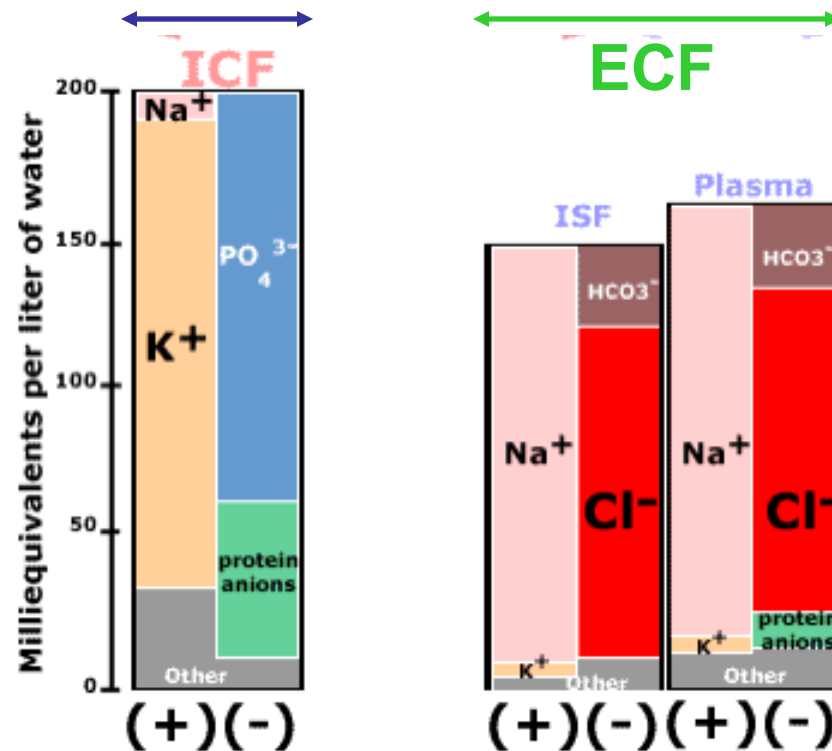 ICF
ECF
Milliequivalents per liter of water
200
150
100
50
0
Na+
K+
PO4 3-
protein
anions
Other
(+)(-)
ISF
HCO3-
Na+
Cl-
K+
Other
(+)(-)
Plasma
HCO3-
Na+
Cl-
K+
protein
anions
Other
(+)(-)